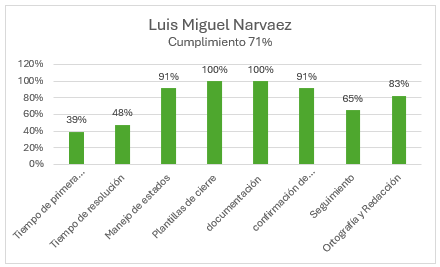 Luis Miguel Narvaez
Cumplimiento 71%
120%
100%
80%
60%
40%
20%
0%
39%
48%
91%
100%
100%
91%
65%
83%
Tiempo de primera...
Tiempo de resolución
Manejo de estados
Plantillas de cierre
documentación
confirmación de...
Seguimiento
Ortografía y Redacción